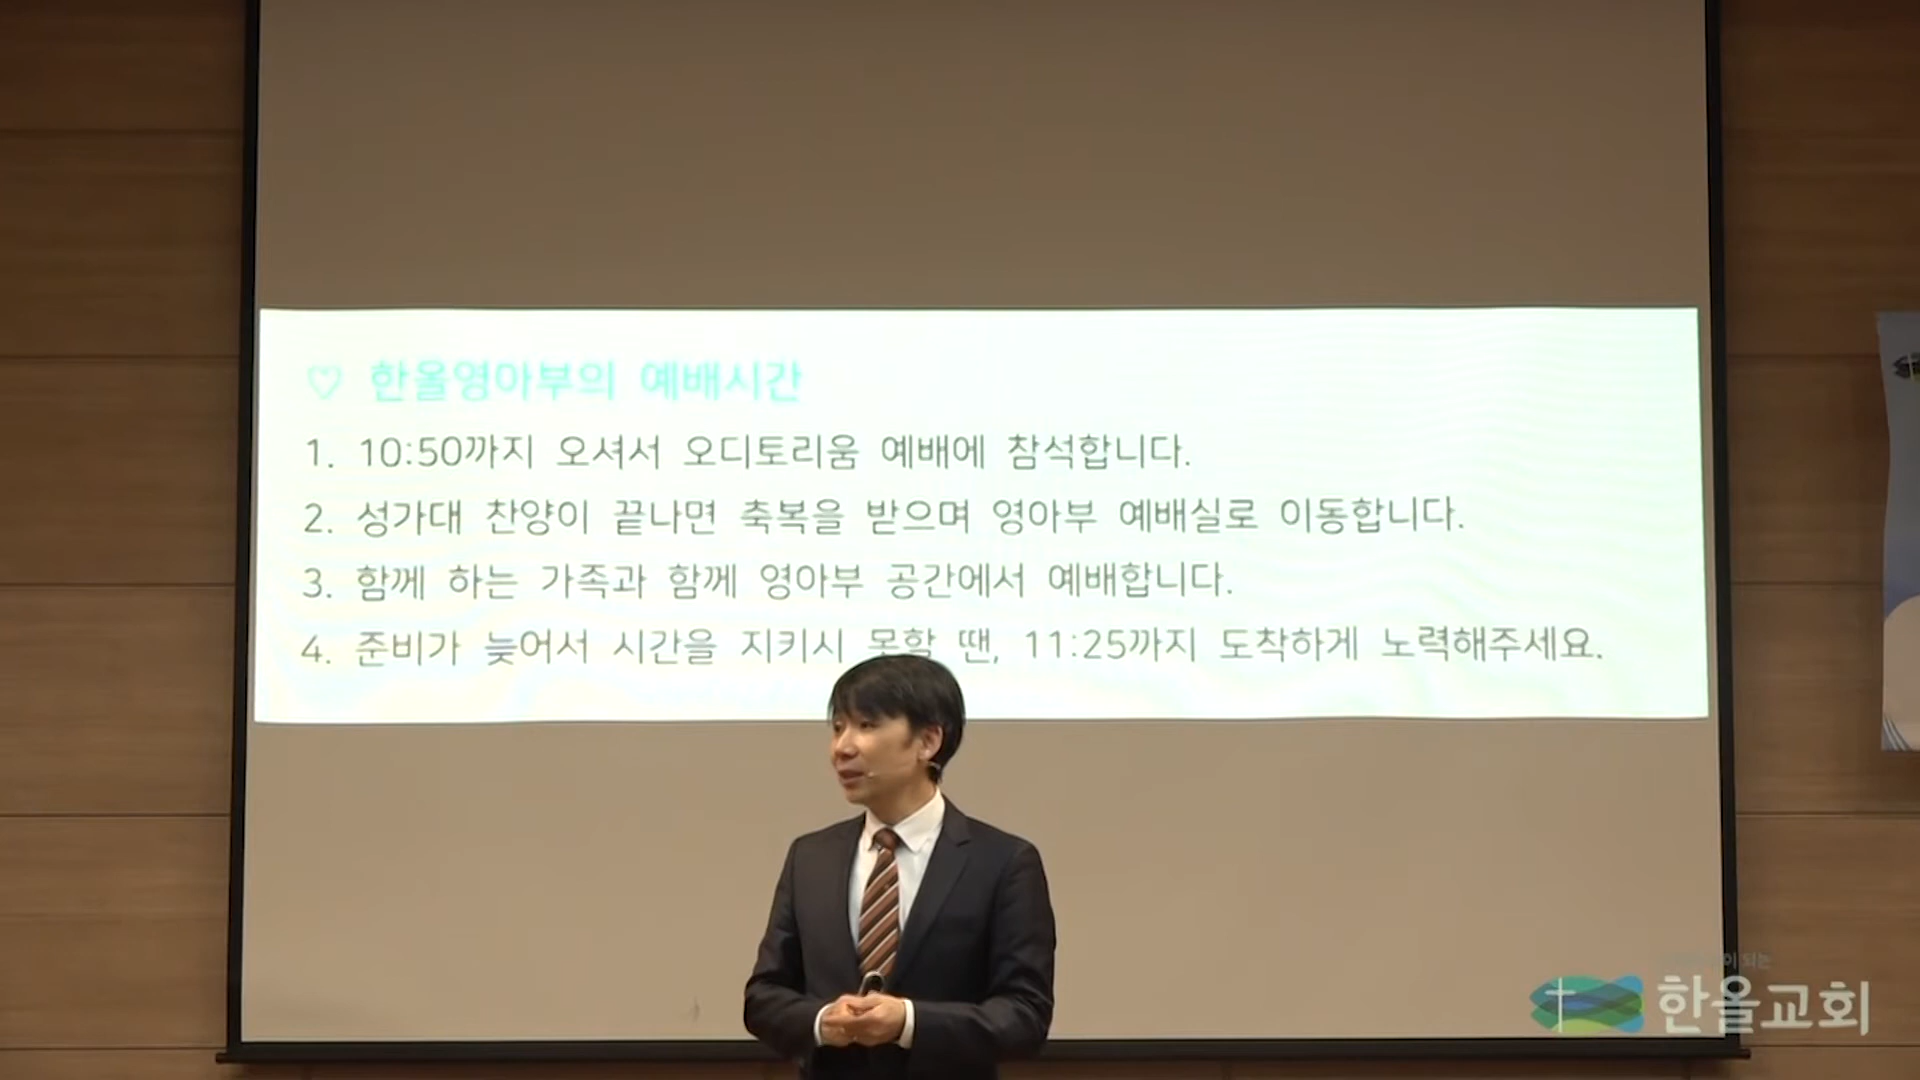 ♡ 한올영아부의 예배시간
1. 10:50까지 오셔서 오디토리움 예배에 참석합니다.
2. 성가대 찬양이 끝나면 축복을 받으며 영아부 예배실로 이동합니다.
3. 함께 하는 가족과 함께 영아부 공간에서 예배합니다.
4. 준비가 늦어서 시간을 지키시 못할 땐, 11:25까지 도착하게 노력해주세요.
되는
한올교회